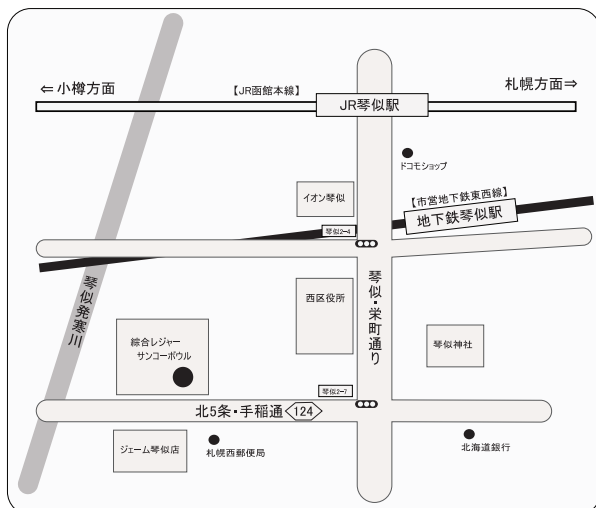 ⇐ 小樽方面
【JR函館本線】
札幌方面⇒
JR琴似駅
ドコモショップ
イオン琴似
【市営地下鉄東西線】
地下鉄琴似駅
琴似2-4
琴似発寒川
西区役所
琴似・栄町通り
綜合レジャー
サンコーボウル
琴似神社
琴似2-7
北5条・手稲通 124
ジェーム琴似店
札幌西郵便局
北海道銀行